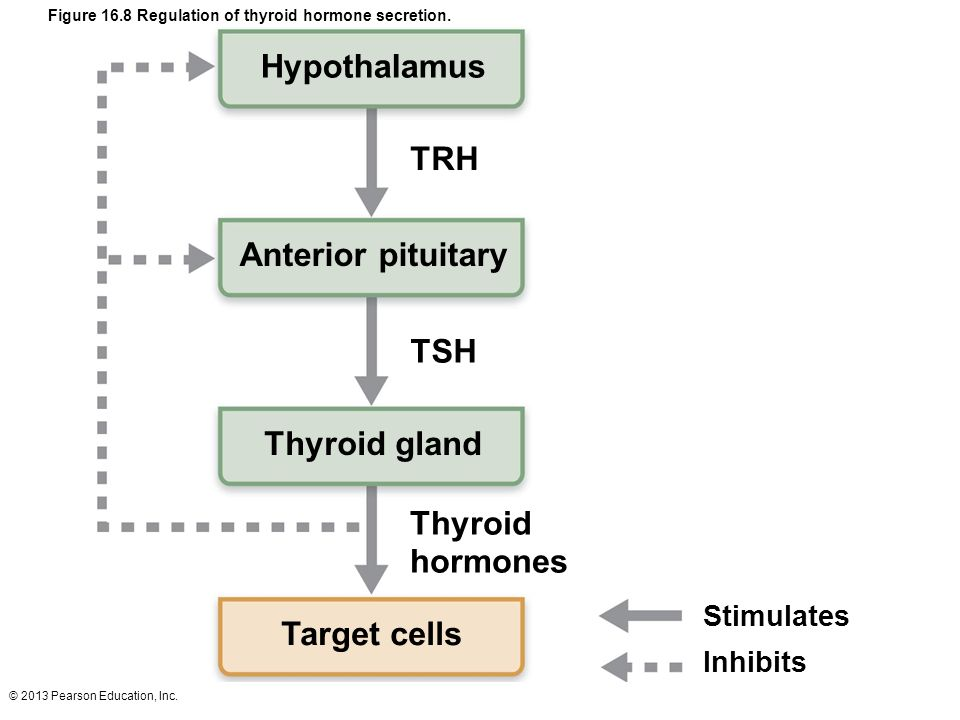 Figure 16.8 Regulation of thyroid hormone secretion.
Hypothalamus
TRH
Anterior pituitary
TSH
Thyroid gland
Thyroid
hormones
Target cells
Stimulates
Inhibits
© 2013 Pearson Education, Inc.